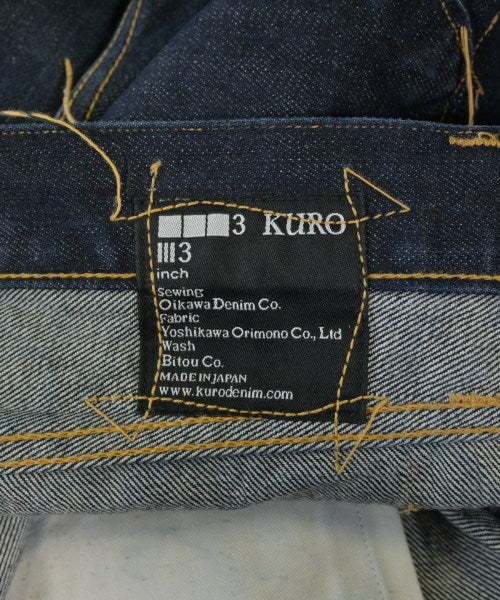 3 KURO
3
inch
Sewing
Oikawa Denim Co.
Fabric
Yoshikawa Orimono Co., Ltd
Wash
Bitou Co.
MADE IN JAPAN
www.kurodenim.com